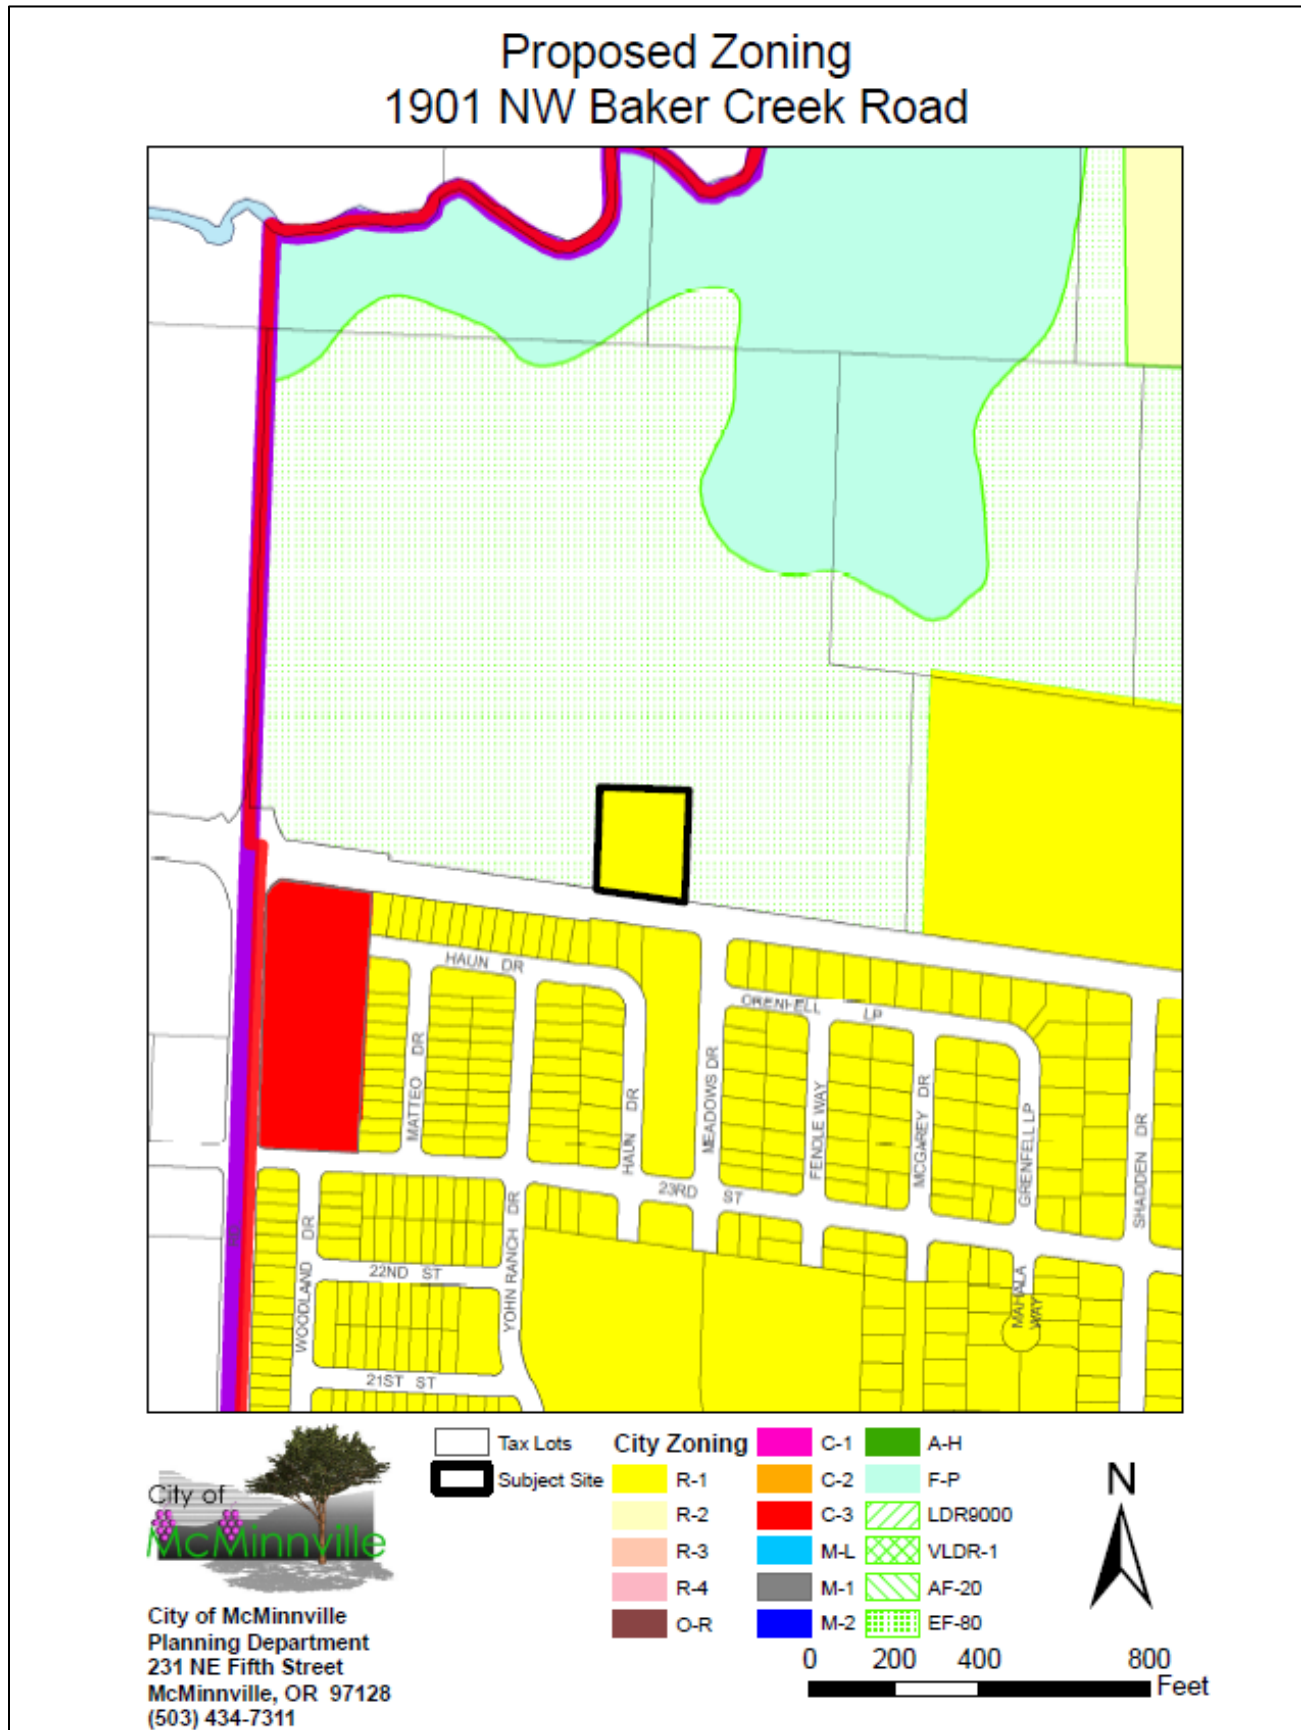 Proposed Zoning
1901 NW Baker Creek Road
HAUN DR
GRENFELL LP
MATTEO DR
HAUN DR
MEADOWS DR
FENDLE WAY
MCGAREY DR
GRENFELL LP
SHADDEN DR
23RD ST
WOODLAND DR
22ND ST
YOHN RANCH DR
MAHALA WAY
21ST ST
Tax Lots
Subject Site
City Zoning
R-1
R-2
R-3
R-4
O-R
C-1
C-2
C-3
M-L
M-1
M-2
A-H
F-P
LDR9000
VLDR-1
AF-20
EF-80
N
0 200 400 800
Feet
City of
McMinnville
City of McMinnville
Planning Department
231 NE Fifth Street
McMinnville, OR 97128
(503) 434-7311